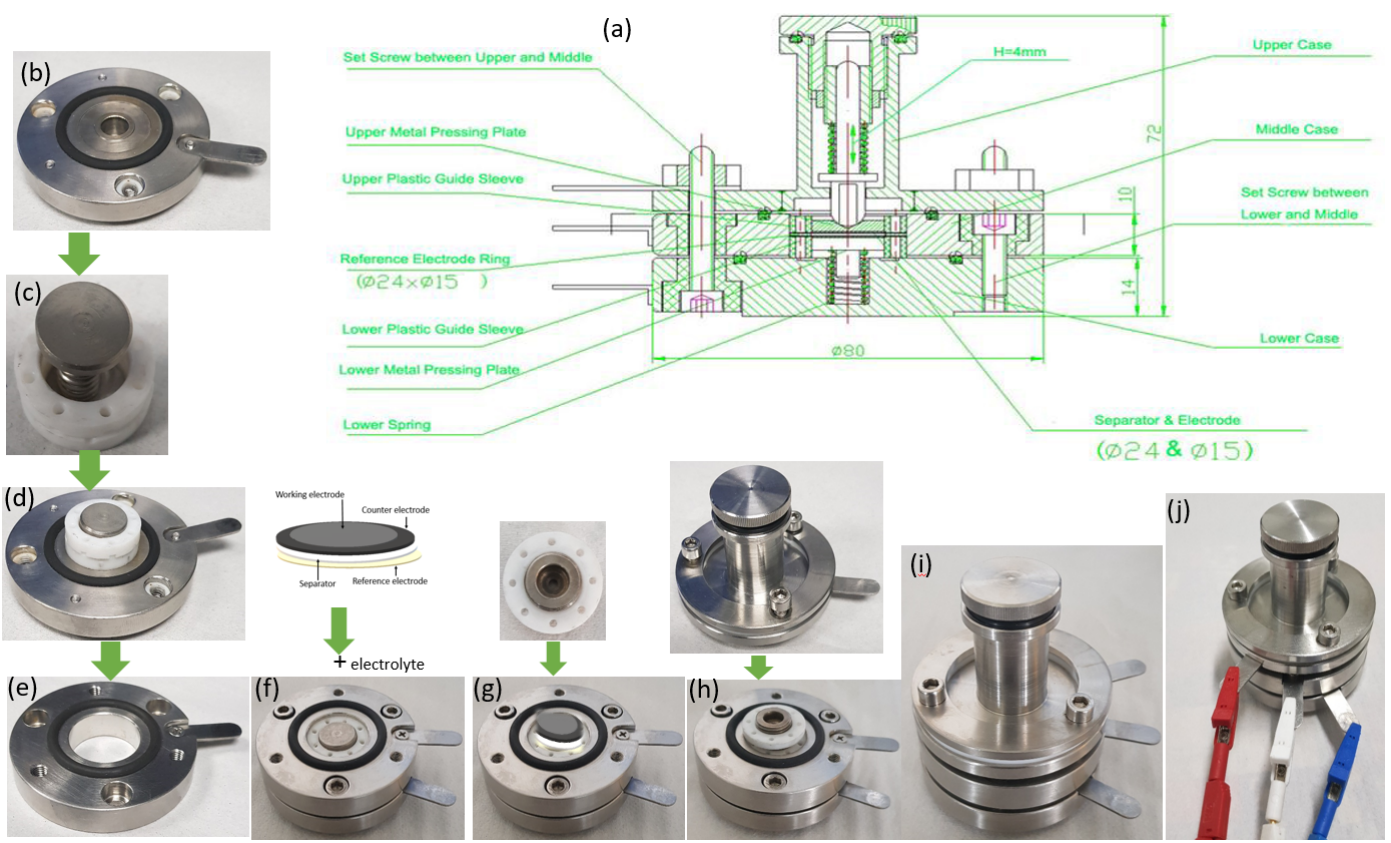 (a)
Set Screw between Upper and Middle
H=4mm
Upper Case
Upper Metal Pressing Plate
72
Middle Case
Upper Plastic Guide Sleeve
10
Set Screw between
Lower and Middle
Reference Electrode Ring
(Ø24xØ15 )
14
Lower Plastic Guide Sleeve
Ø80
Lower Case
Lower Metal Pressing Plate
Lower Spring
Separator & Electrode
(Ø24 & Ø15)
(b)
(c)
(d)
Working electrode
Counter electrode
Separator
Reference electrode
+ electrolyte
(e)
(f)
(g)
(h)
(i)
(j)